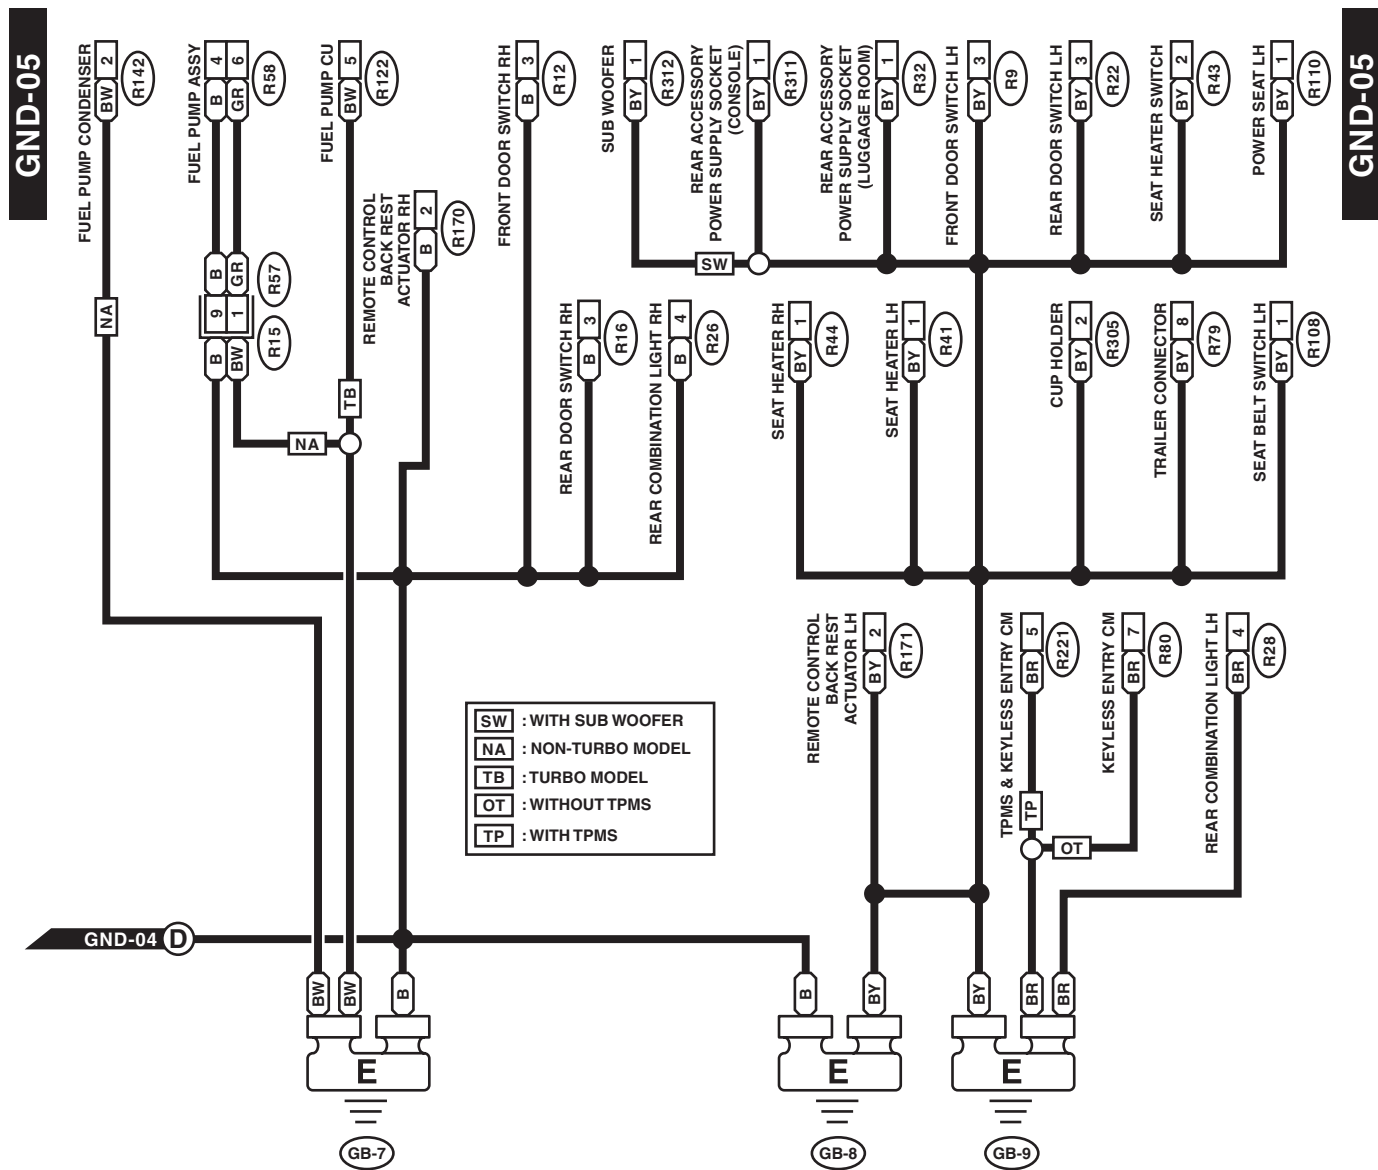 GND-05
GND-05
FUEL PUMP CONDENSER
2
BW
R142
FUEL PUMP ASSY
4
6
B
GR
R58
FUEL PUMP CU
5
BW
R122
FRONT DOOR SWITCH RH
3
B
R12
SUB WOOFER
1
BY
R312
REAR ACCESSORY
POWER SUPPLY SOCKET
(CONSOLE)
1
BY
R311
REAR ACCESSORY
POWER SUPPLY SOCKET
(LUGGAGE ROOM)
1
BY
R32
FRONT DOOR SWITCH LH
3
BY
R9
REAR DOOR SWITCH LH
3
BY
R22
SEAT HEATER SWITCH
2
BY
R43
POWER SEAT LH
1
BY
R110
REMOTE CONTROL
BACK REST
ACTUATOR RH
2
B
R170
SW
NA
B
GR
R57
9
1
R15
B
BW
TB
NA
REAR DOOR SWITCH RH
3
B
R16
REAR COMBINATION LIGHT RH
4
B
R26
SEAT HEATER RH
1
BY
R44
SEAT HEATER LH
1
BY
R41
CUP HOLDER
2
BY
R305
TRAILER CONNECTOR
8
BY
R79
SEAT BELT SWITCH LH
1
BY
R108
REMOTE CONTROL
BACK REST
ACTUATOR LH
2
BY
R171
TPMS & KEYLESS ENTRY CM
5
BR
R221
KEYLESS ENTRY CM
7
BR
R80
REAR COMBINATION LIGHT LH
4
BR
R28
SW : WITH SUB WOOFER
NA : NON-TURBO MODEL
TB : TURBO MODEL
OT : WITHOUT TPMS
TP : WITH TPMS
TP
OT
GND-04 D
BW
BW
B
B
BY
BY
BR
BR
E
E
E
GB-7
GB-8
GB-9